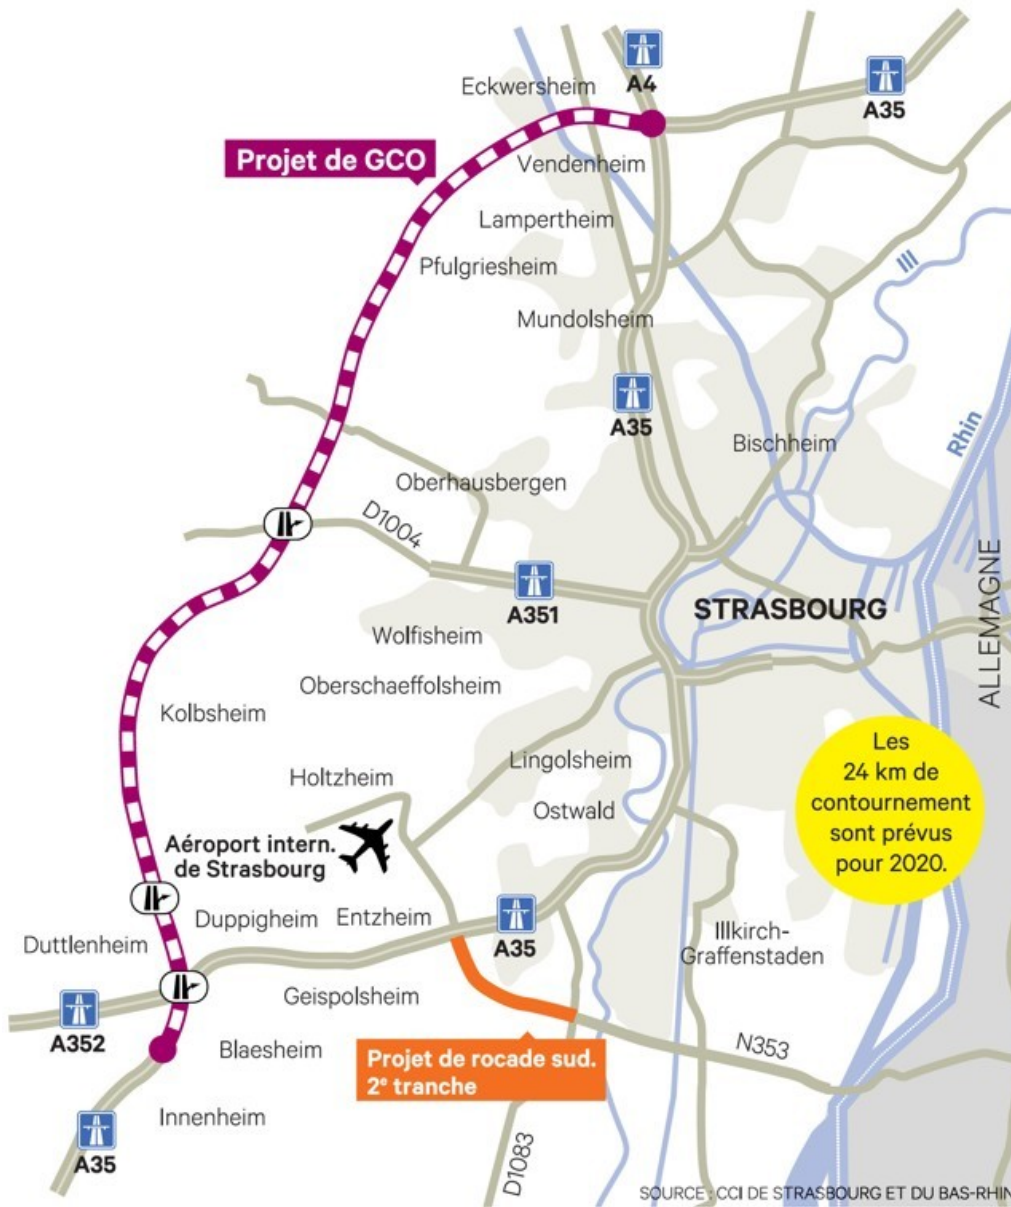 Eckwersheim
A4
A35
Projet de GCO
Vendenheim
Lampertheim
Ill
Pfulgriesheim
Mundolsheim
A35
Rhin
Bischheim
Oberhausbergen
D1004
ALLEMAGNE
A351
STRASBOURG
Wolfisheim
Oberschaeffolsheim
Kolbsheim
Les
24 km de
contournement
sont prévus
pour 2020.
Lingolsheim
Holtzheim
Ostwald
Aéroport intern.
de Strasbourg
Duppigheim
Entzheim
A35
Illkirch-
Graffenstaden
Duttlenheim
Geispolsheim
A352
Blaesheim
N353
Projet de rocade sud.
2e tranche
Innenheim
A35
D1083
SOURCE : CCI DE STRASBOURG ET DU BAS-RHIN